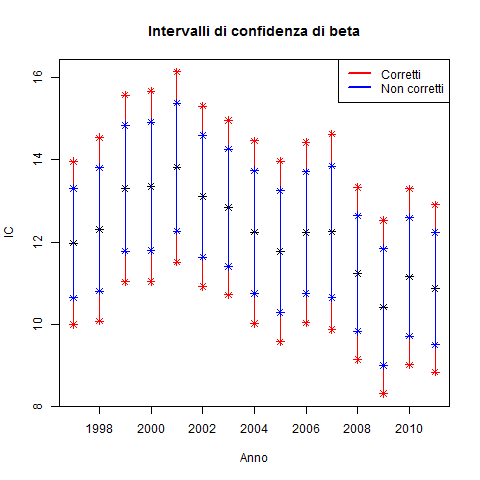 Intervalli di confidenza di beta
Corretti
Non corretti
IC
16
14
12
10
8
1998 2000 2002 2004 2006 2008 2010
Anno